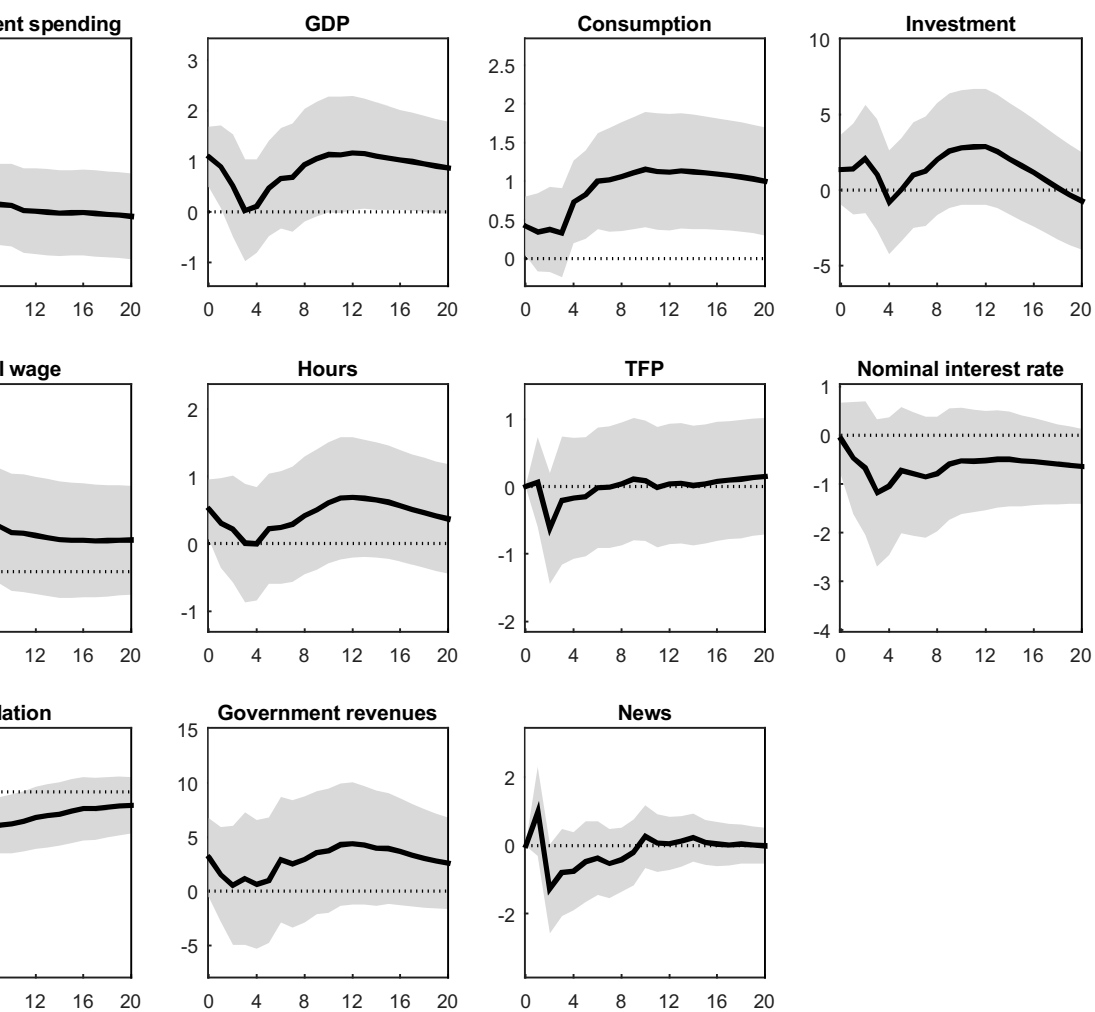 ent spending GDP Consumption Investment
3 2 1 0 -1
2.5 2 1.5 1 0.5 0
10 5 0 -5
12 16 20 0 4 8 12 16 20 0 4 8 12 16 20 0 4 8 12 16 20
l wage Hours TFP Nominal interest rate
2 1 0 -1
1 0 -1 -2
1 0 -1 -2 -3 -4
12 16 20 0 4 8 12 16 20 0 4 8 12 16 20 0 4 8 12 16 20
lation Government revenues News
15 10 5 0 -5
2 0 -2
12 16 20 0 4 8 12 16 20 0 4 8 12 16 20